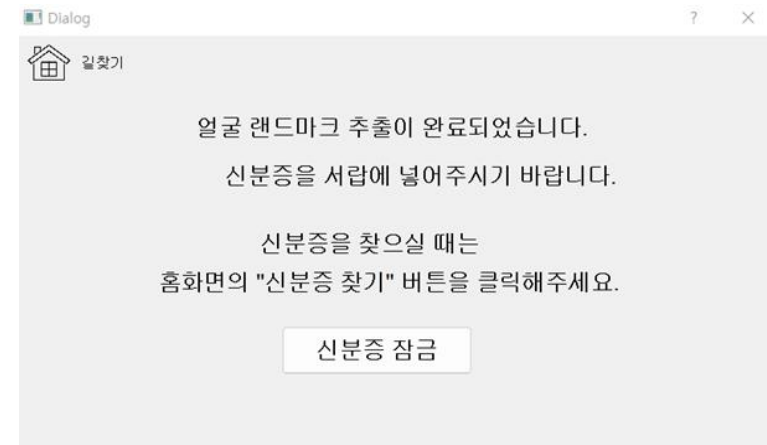 Dialog
길찾기
얼굴 랜드마크 추출이 완료되었습니다.
신분증을 서랍에 넣어주시기 바랍니다.
신분증을 찾으실 때는
홈화면의 "신분증 찾기" 버튼을 클릭해주세요.
신분증 잠금